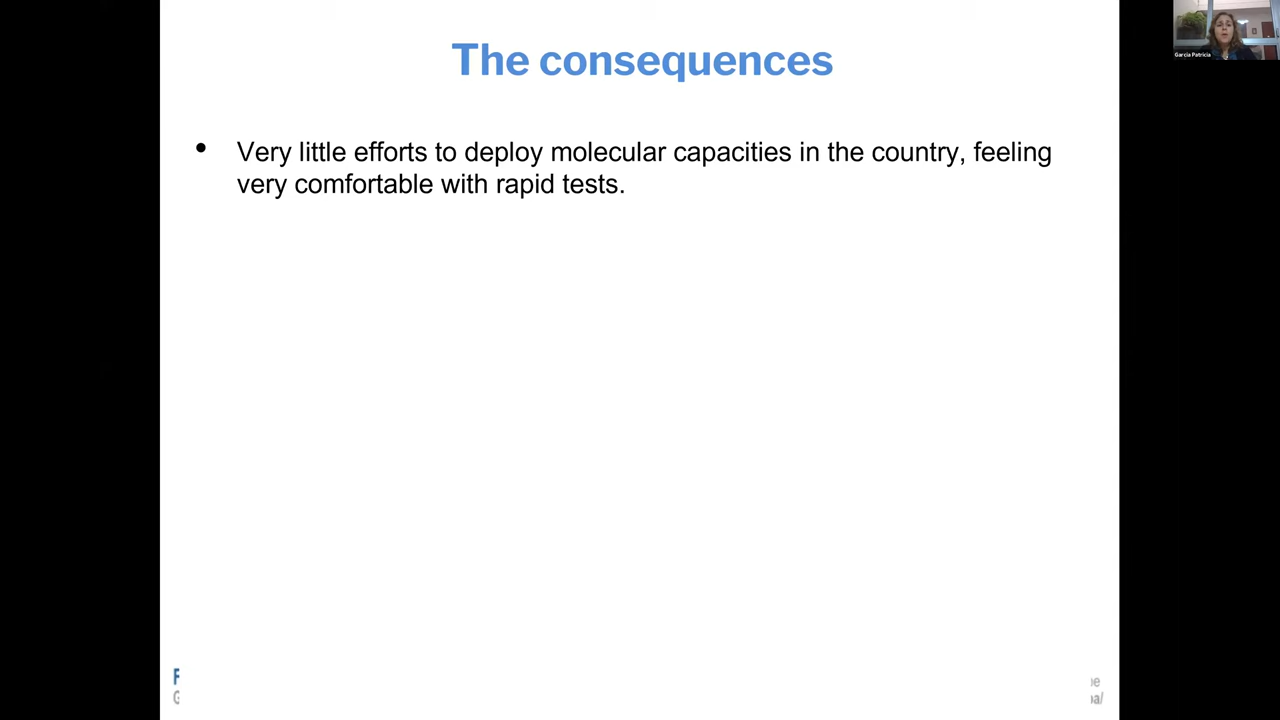 The consequences
Garcia Patricia
• Very little efforts to deploy molecular capacities in the country, feeling
very comfortable with rapid tests.